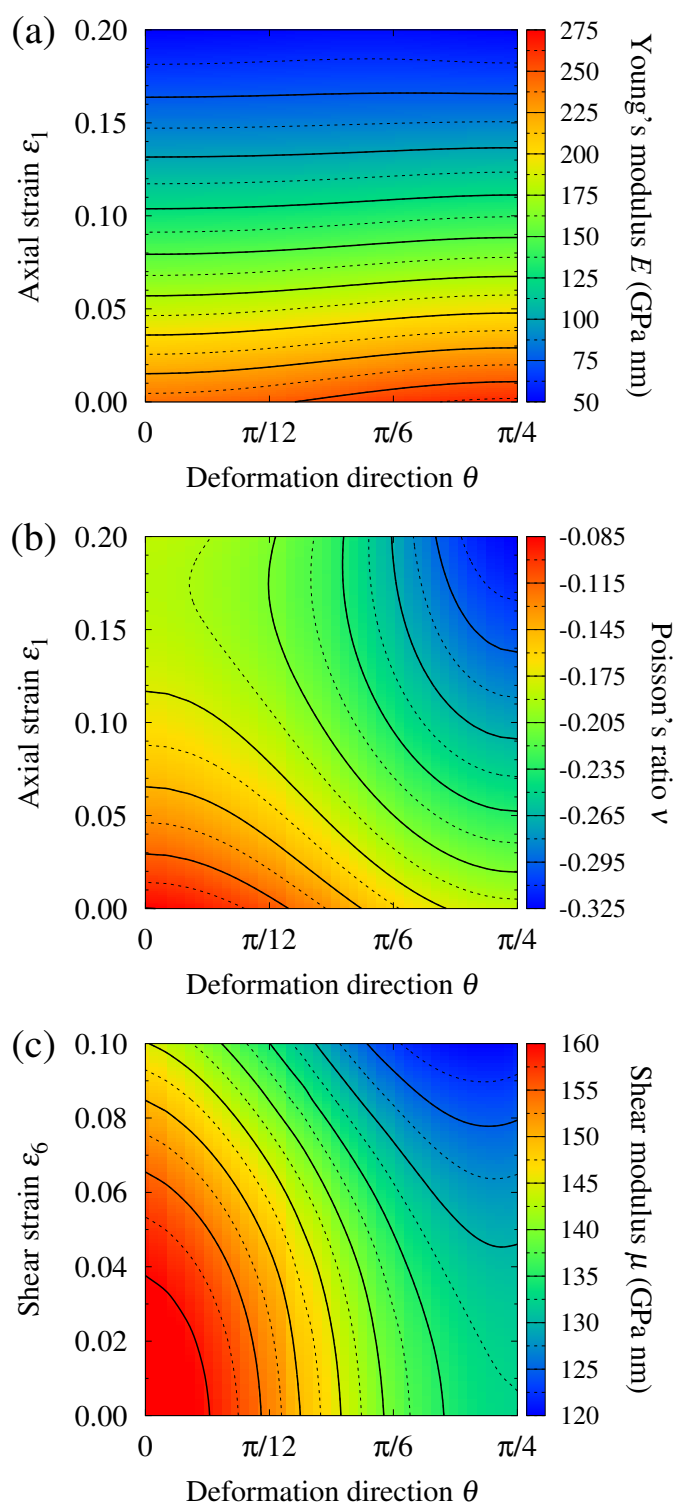 (a)
0.20
0.15
0.10
0.05
0.00
Axial strain ε1
0
π/12
π/6
π/4
Deformation direction θ
275
250
225
200
175
150
125
100
75
50
Young's modulus E (GPa nm)
(b)
0.20
0.15
0.10
0.05
0.00
Axial strain ε1
0
π/12
π/6
π/4
Deformation direction θ
-0.085
-0.115
-0.145
-0.175
-0.205
-0.235
-0.265
-0.295
-0.325
Poisson's ratio ν
(c)
0.10
0.08
0.06
0.04
0.02
0.00
Shear strain ε6
0
π/12
π/6
π/4
Deformation direction θ
160
155
150
145
140
135
130
125
120
Shear modulus μ (GPa nm)